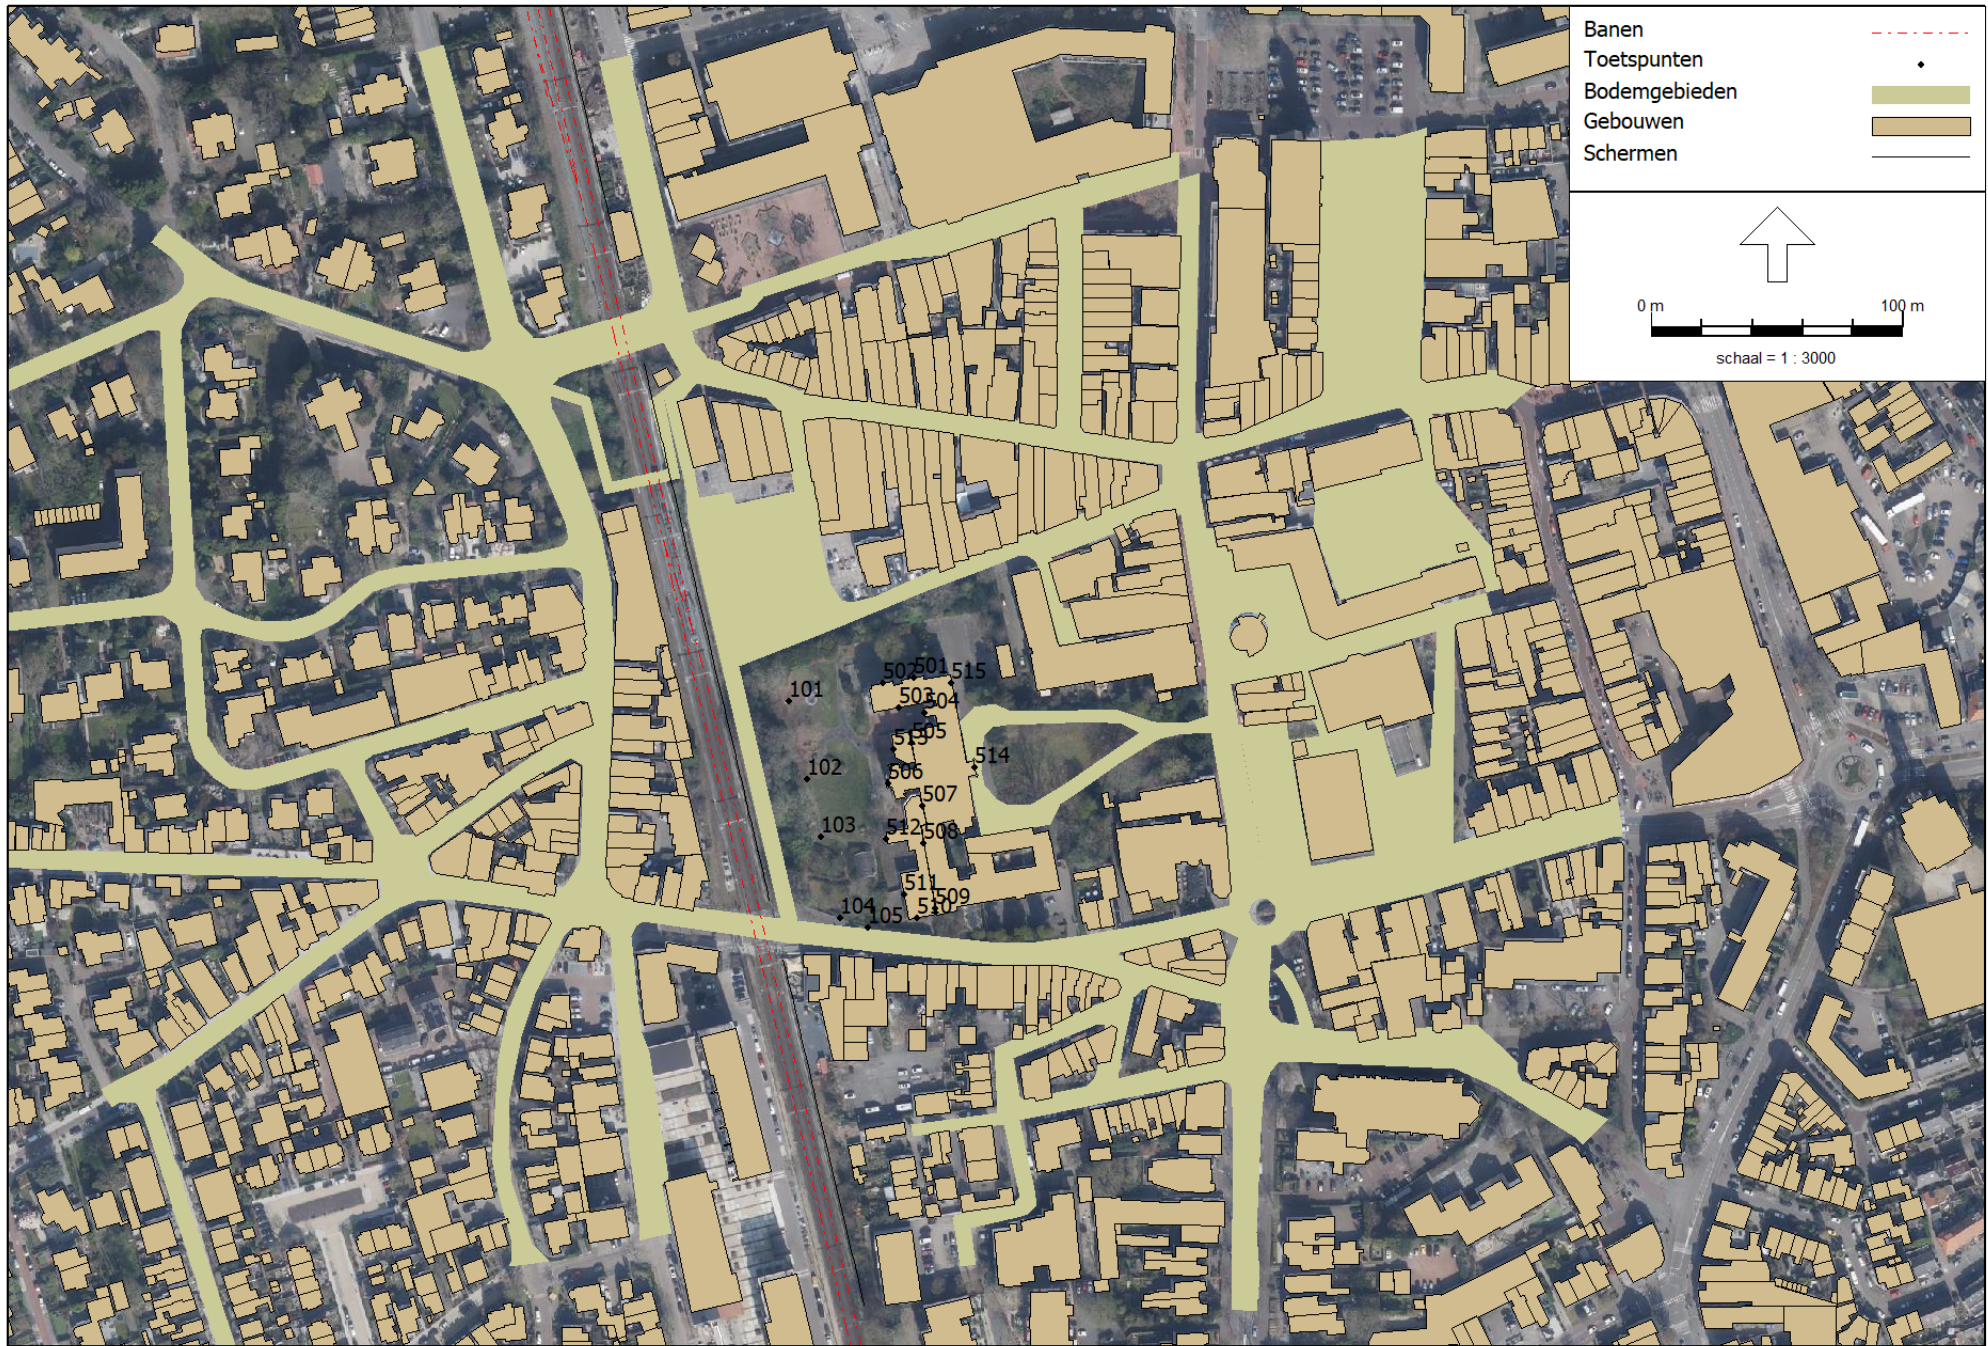 Banen
Toetspunten
Bodemgebieden
Gebouwen
Schermen
0 m 100 m
schaal = 1 : 3000
501
502 515
101 503 504
505
513
514
102 506
507
103 512 508
511
104 509
105 510